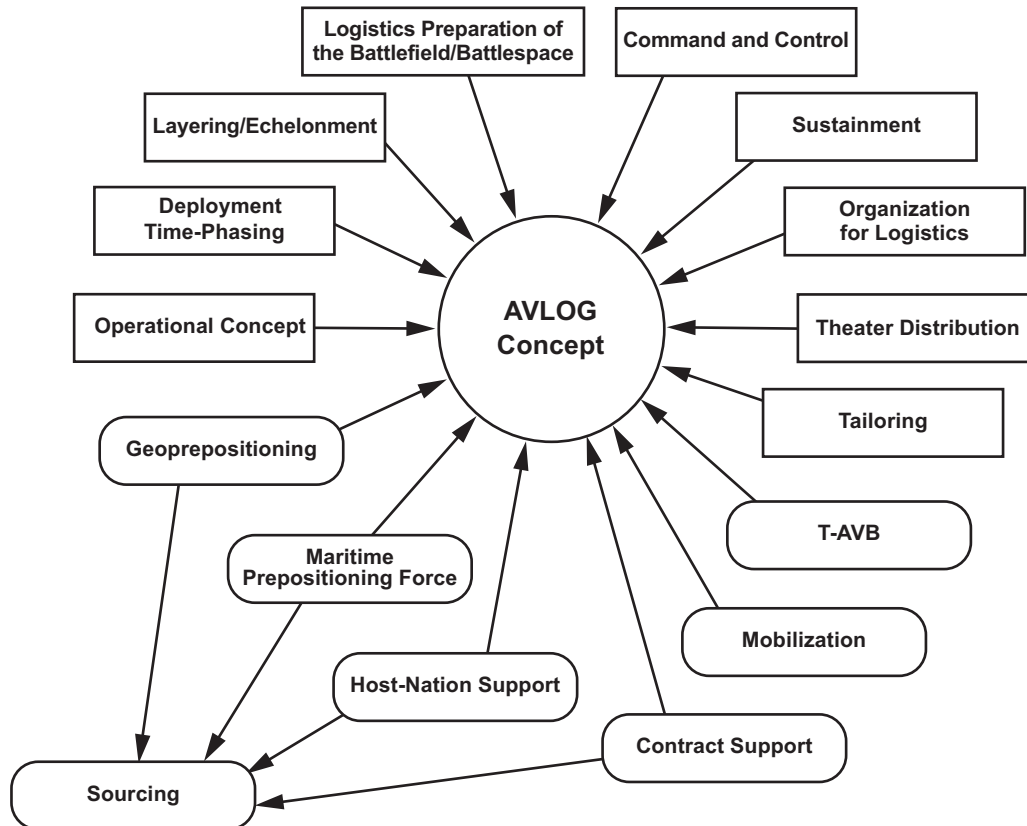 Logistics Preparation of
the Battlefield/Battlespace
Command and Control
Layering/Echelonment
Sustainment
Deployment
Time-Phasing
Organization
for Logistics
Operational Concept
AVLOG
Concept
Theater Distribution
Tailoring
Geoprepositioning
T-AVB
Maritime
Prepositioning Force
Mobilization
Host-Nation Support
Contract Support
Sourcing